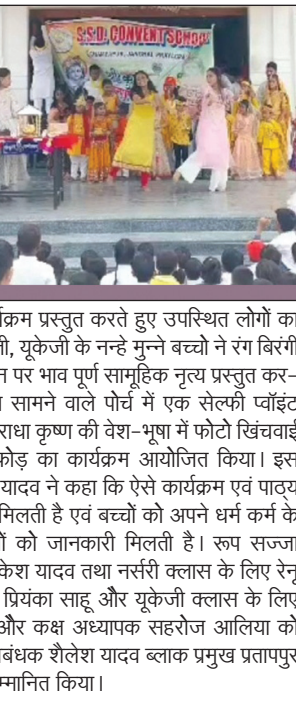 S.S.D. CONVENT SCHOOL
र्यक्रम प्रस्तुत करते हुए उपस्थित लोगों का
जी, यूकेजी के नन्हे मुन्ने बच्चो ने रंग बिरंगी
न पर भाव पूर्ण सामूहिक नृत्य प्रस्तुत कर-
सामने वाले पोर्च में एक सेल्फी प्वॉइंट
राधा कृष्ण की वेश-भूषा में फोटो खिंचवाई
फोड़ का कार्यक्रम आयोजित किया। इस
यादव ने कहा कि ऐसे कार्यक्रम एवं पाठ्य
मिलती है एवं बच्चों को अपने धर्म कर्म के
ों को जानकारी मिलती है। रूप सज्जा
केश यादव तथा नर्सरी क्लास के लिए रेनू
प्रियंका साहू और यूकेजी क्लास के लिए
और कक्ष अध्यापक सहरोज आलिया को
बंधक शैलेश यादव ब्लाक प्रमुख प्रतापपुर
म्मानित किया।